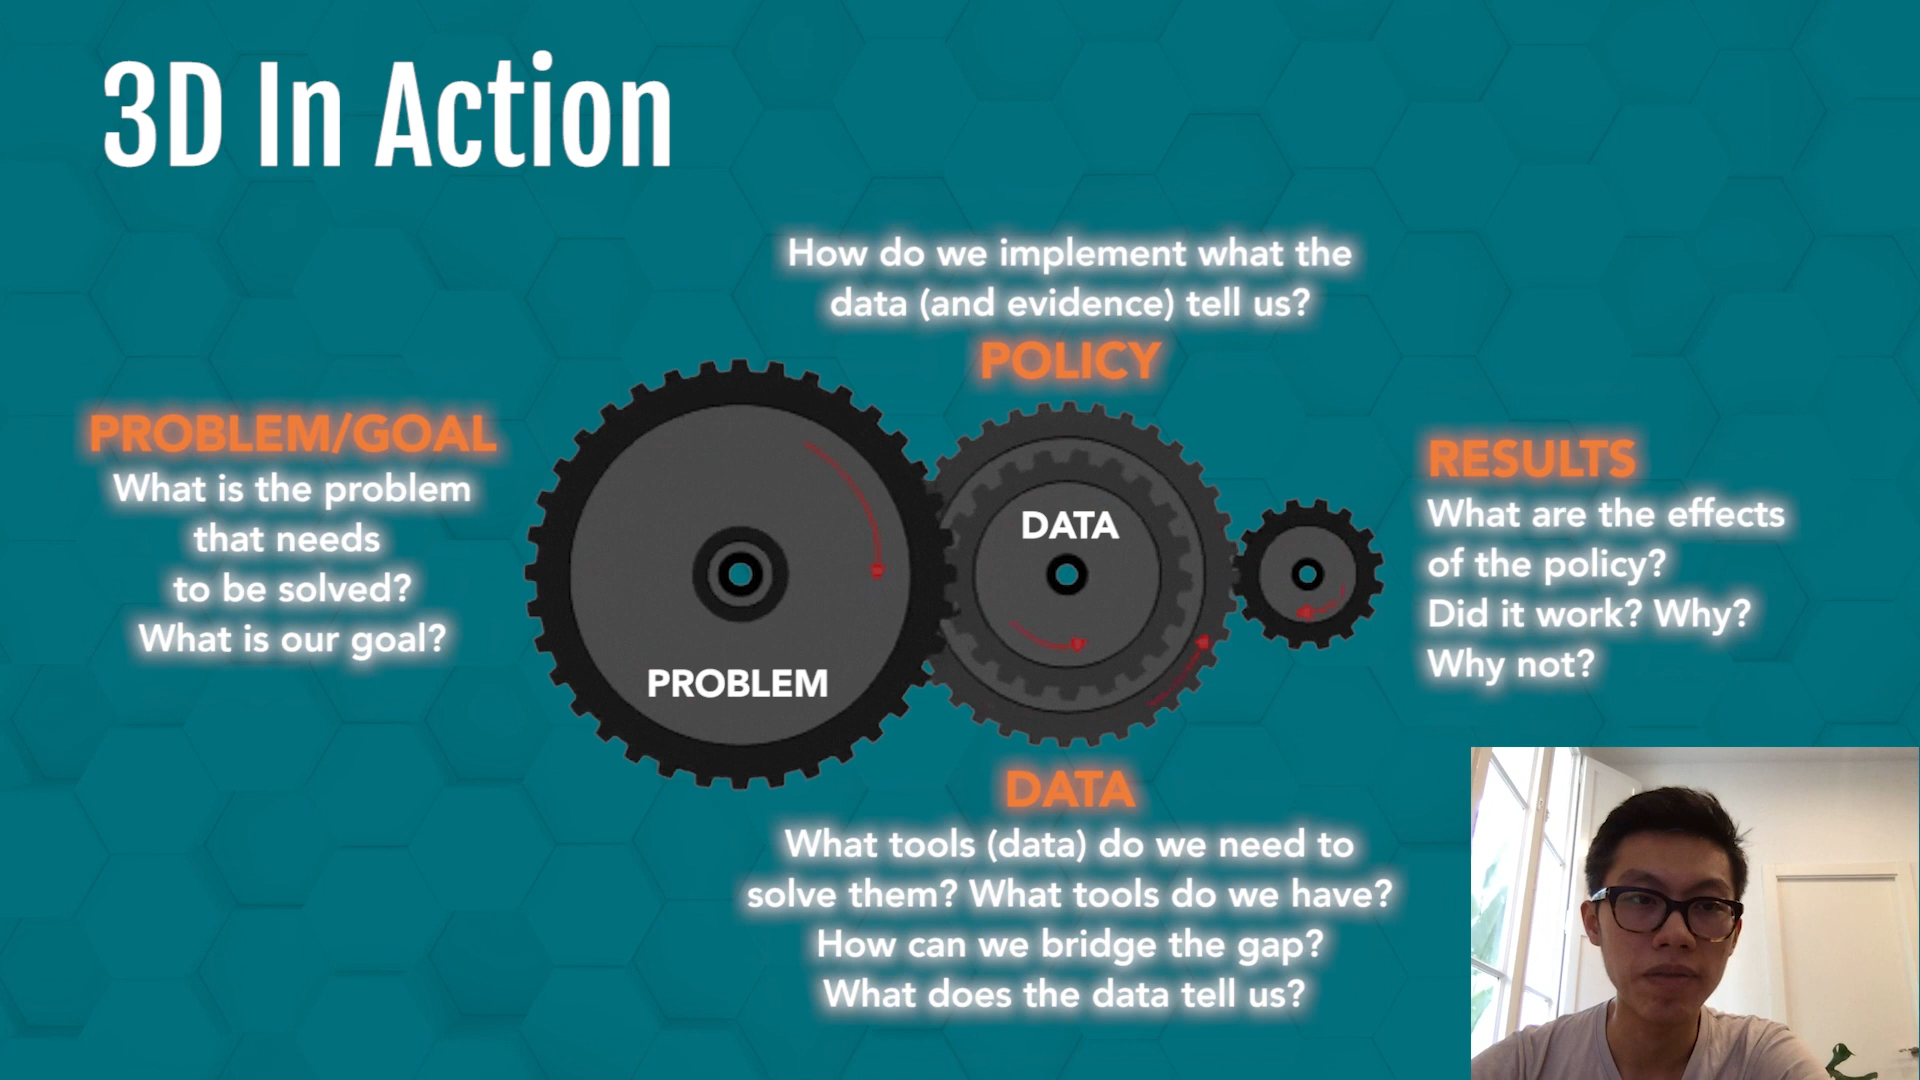 3D In Action
How do we implement what the
data (and evidence) tell us?
POLICY
PROBLEM/GOAL
What is the problem
that needs
to be solved?
What is our goal?
PROBLEM
DATA
RESULTS
What are the effects
of the policy?
Did it work? Why?
Why not?
DATA
What tools (data) do we need to
solve them? What tools do we have?
How can we bridge the gap?
What does the data tell us?